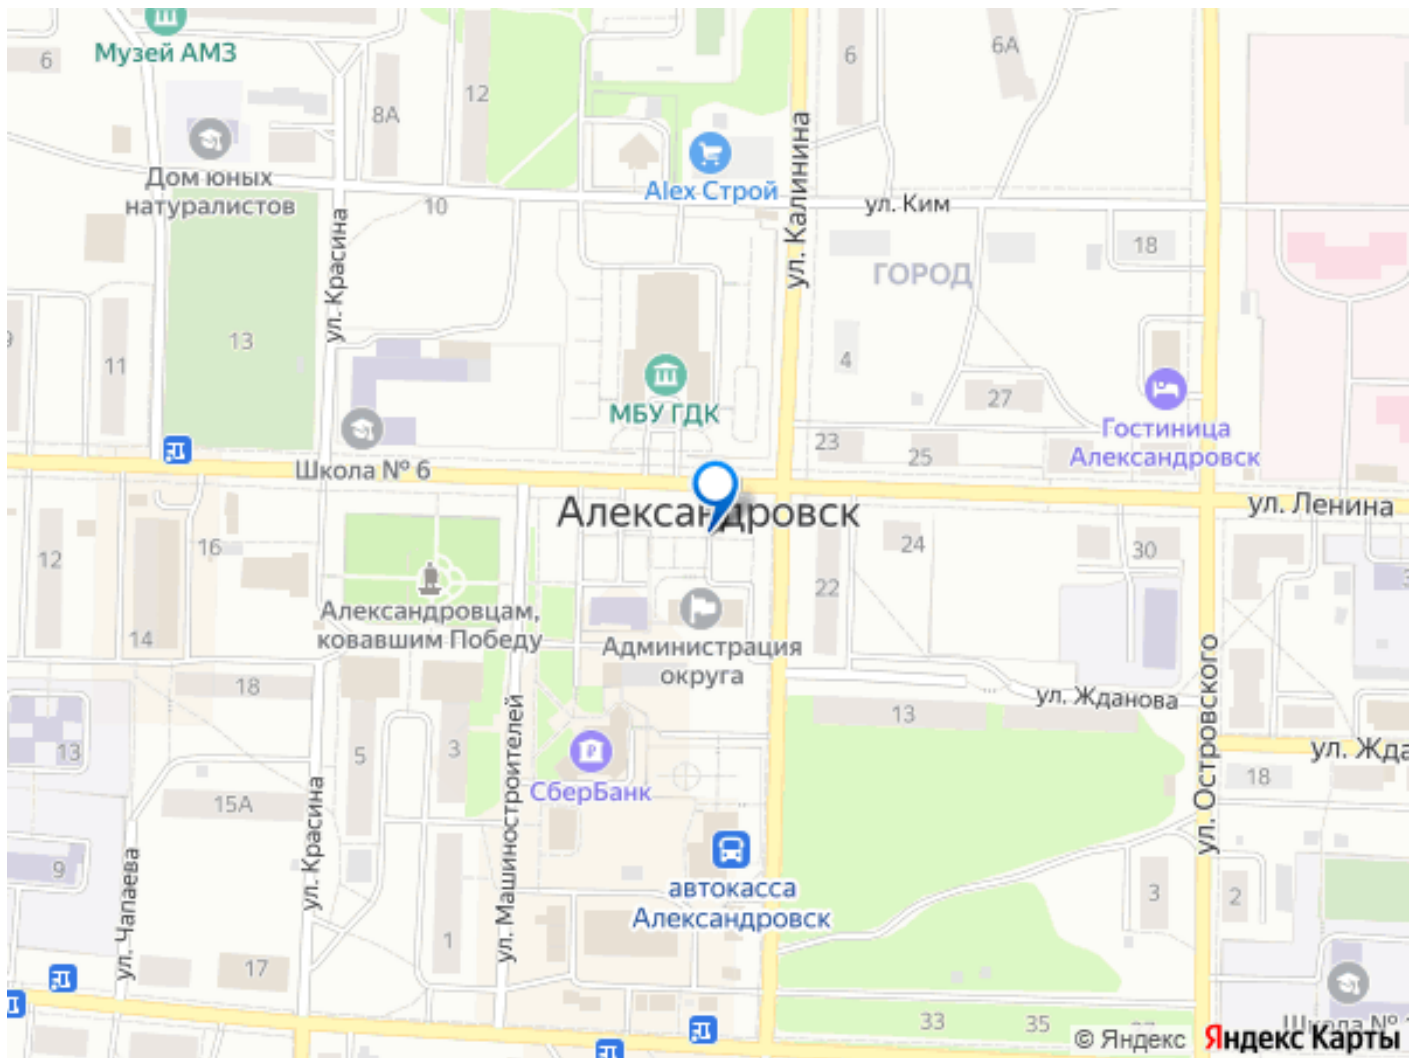 Музей АМЗ
6
12
8А
6
6А
Дом юных
натуралистов
Alex Строй
10
ул. Ким
ул. Калинина
ул. Красина
18
ГОРОД
13
11
4
27
МБУ ГДК
Гостиница
Александровск
23
25
Школа № 6
ул. Ленина
Александровск
12
16
24
30
22
14
Александровцам,
ковавшим Победу
Администрация
округа
18
ул. Жданова
13
13
5
3
ул. Машиностроителей
ул. Островского
СберБанк
18
15А
ул. Красина
ул. Чапаева
9
автокасса
Александровск
3
2
1
17
33
35
Школа №
© Яндекс
Яндекс Карты